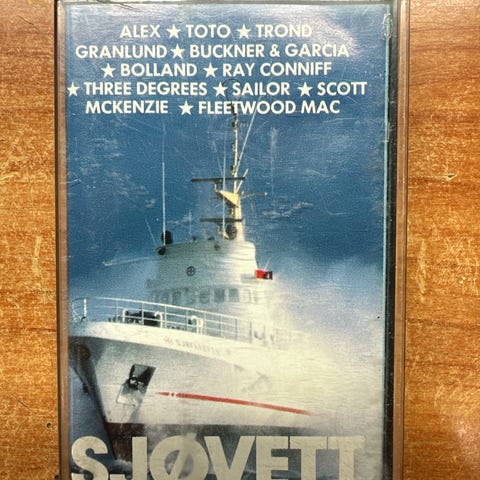 ALEX ★ TOTO ★ TROND
GRANLUND ★ BUCKNER & GARCIA
★ BOLLAND ★ RAY CONNIFF
★ THREE DEGREES ★ SAILOR ★ SCOTT
MCKENZIE ★ FLEETWOOD MAC
SJØVETT